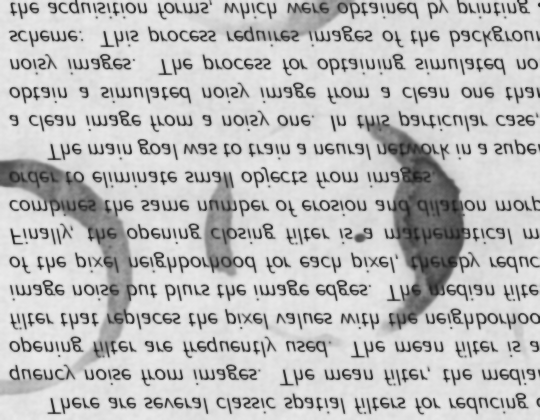 There are several classic spatial filters for reducing
quency noise from images. The mean filter, the median
opening filter are frequently used. The mean filter is a
filter that replaces the pixel values with the neighborhoo
image noise but blurs the image edges. The median filte
of the pixel neighborhood for each pixel, thereby reduc
Finally, the opening closing filter is a mathematical m
combines the same number of erosion and dilation morp
order to eliminate small objects from images.
The main goal was to train a neural network in a super
a clean image from a noisy one. In this particular case,
obtain a simulated noisy image from a clean one than
noisy images. The process for obtaining simulated no
scheme: This process requires images of the backgroun
the acquisition forms, which were obtained by printing